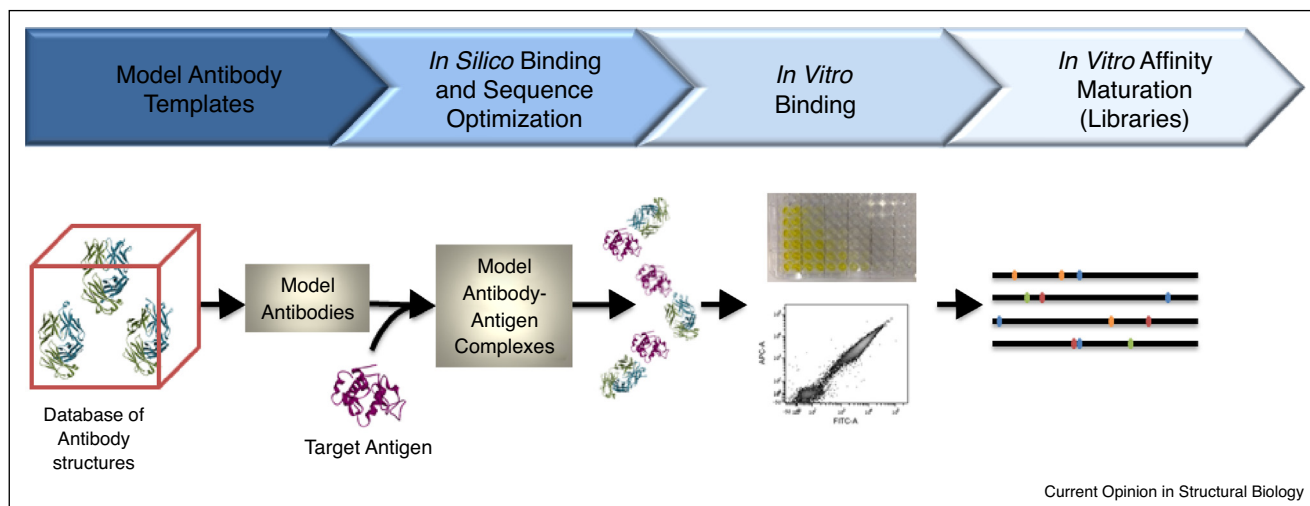 Model Antibody
Templates
In Silico Binding
and Sequence
Optimization
In Vitro
Binding
In Vitro Affinity
Maturation
(Libraries)
Model
Antibodies
Model
Antibody-
Antigen
Complexes
Database of
Antibody
structures
Target Antigen
APC-A
FITC-A
Current Opinion in Structural Biology